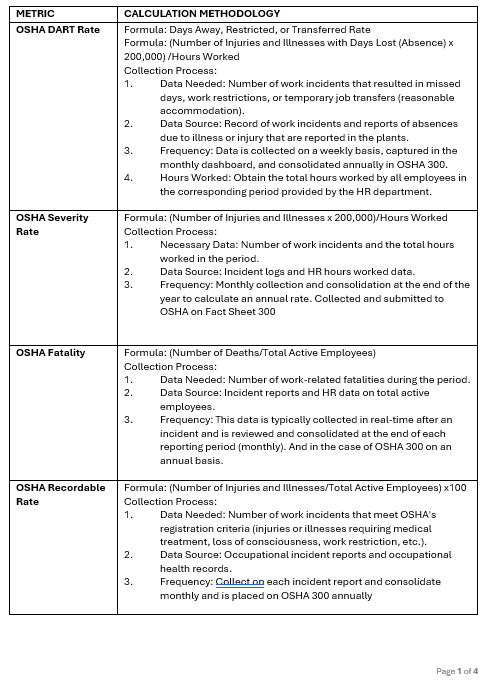 METRIC
CALCULATION METHODOLOGY
OSHA DART Rate
Formula: Days Away, Restricted, or Transferred Rate
Formula: (Number of Injuries and Illnesses with Days Lost (Absence) x
200,000) /Hours Worked
Collection Process:
1. Data Needed: Number of work incidents that resulted in missed
days, work restrictions, or temporary job transfers (reasonable
accommodation).
2. Data Source: Record of work incidents and reports of absences
due to illness or injury that are reported in the plants.
3. Frequency: Data is collected on a weekly basis, captured in the
monthly dashboard, and consolidated annually in OSHA 300.
4. Hours Worked: Obtain the total hours worked by all employees in
the corresponding period provided by the HR department.
OSHA Severity
Rate
Formula: (Number of Injuries and Illnesses x 200,000)/Hours Worked
Collection Process:
1. Necessary Data: Number of work incidents and the total hours
worked in the period.
2. Data Source: Incident logs and HR hours worked data.
3. Frequency: Monthly collection and consolidation at the end of the
year to calculate an annual rate. Collected and submitted to
OSHA on Fact Sheet 300
OSHA Fatality
Formula: (Number of Deaths/Total Active Employees)
Collection Process:
1. Data Needed: Number of work-related fatalities during the period.
2. Data Source: Incident reports and HR data on total active
employees.
3. Frequency: This data is typically collected in real-time after an
incident and is reviewed and consolidated at the end of each
reporting period (monthly). And in the case of OSHA 300 on an
annual basis.
OSHA Recordable
Rate
Formula: (Number of Injuries and Illnesses/Total Active Employees) x100
Collection Process:
1. Data Needed: Number of work incidents that meet OSHA's
registration criteria (injuries or illnesses requiring medical
treatment, loss of consciousness, work restriction, etc.).
2. Data Source: Occupational incident reports and occupational
health records.
3. Frequency: Collect on each incident report and consolidate
monthly and is placed on OSHA 300 annually
Page 1 of 4